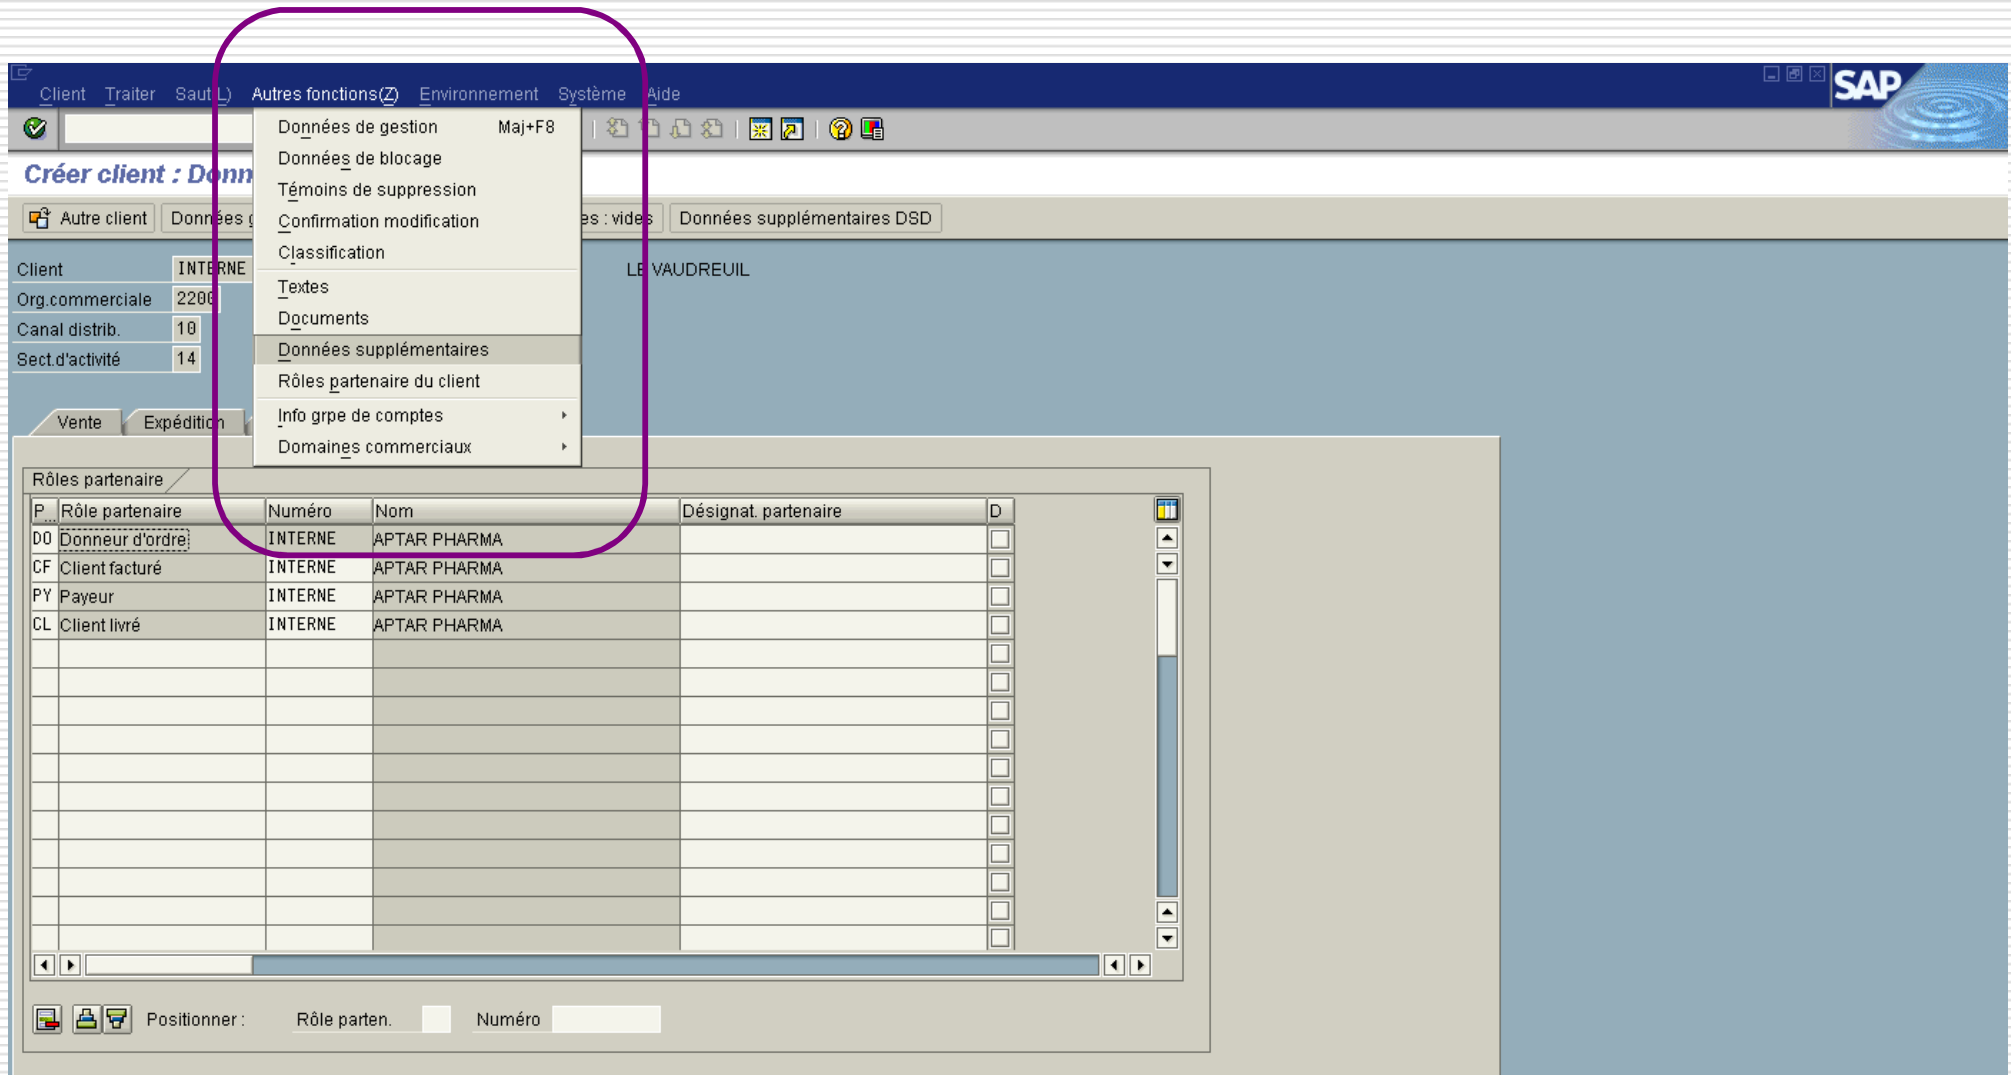 Client Traiter Saut(L) Autres fonctions(Z) Environnement Système Aide
SAP
Données de gestion Maj+F8
Données de blocage
Témoins de suppression
Confirmation modification
Classification
Textes
Documents
Données supplémentaires
Rôles partenaire du client
Info grpe de comptes
Domaines commerciaux
Créer client : Donn
Autre client Données g es : vides Données supplémentaires DSD
Client INTERNE LE VAUDREUIL
Org.commerciale 2200
Canal distrib. 10
Sect.d'activité 14
Vente Expédition
Rôles partenaire
P... Rôle partenaire Numéro Nom Désignat. partenaire D
DO Donneur d'ordre INTERNE APTAR PHARMA
CF Client facturé INTERNE APTAR PHARMA
PY Payeur INTERNE APTAR PHARMA
CL Client livré INTERNE APTAR PHARMA
Positionner : Rôle parten. Numéro